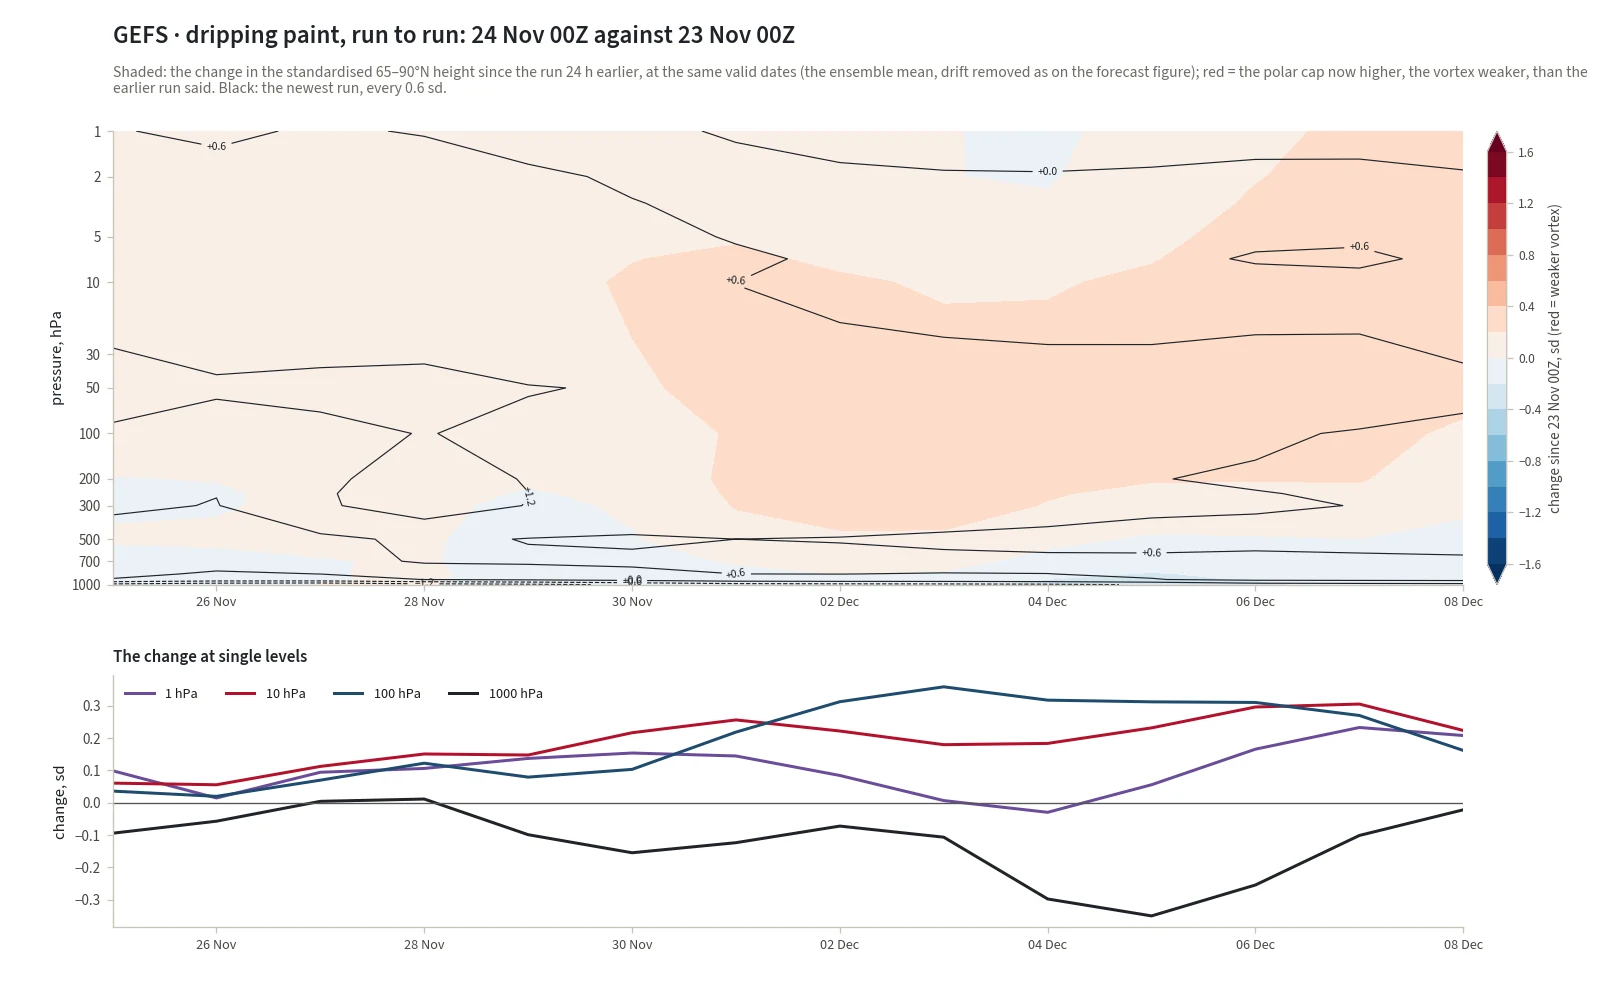 GEFS · dripping paint, run to run: 24 Nov 00Z against 23 Nov 00Z
Shaded: the change in the standardised 65–90°N height since the run 24 h earlier, at the same valid dates (the ensemble mean, drift removed as on the forecast figure); red = the polar cap now higher, the vortex weaker, than the
earlier run said. Black: the newest run, every 0.6 sd.
pressure, hPa
1
2
5
10
30
50
100
200
300
500
700
1000
+0.6
+0.0
+0.6
+0.6
+1.2
+0.6
+0.6
26 Nov
28 Nov
30 Nov
02 Dec
04 Dec
06 Dec
08 Dec
1.6
1.2
0.8
0.4
0.0
−0.4
−0.8
−1.2
−1.6
change since 23 Nov 00Z, sd (red = weaker vortex)
The change at single levels
1 hPa
10 hPa
100 hPa
1000 hPa
change, sd
0.3
0.2
0.1
0.0
−0.1
−0.2
−0.3
26 Nov
28 Nov
30 Nov
02 Dec
04 Dec
06 Dec
08 Dec